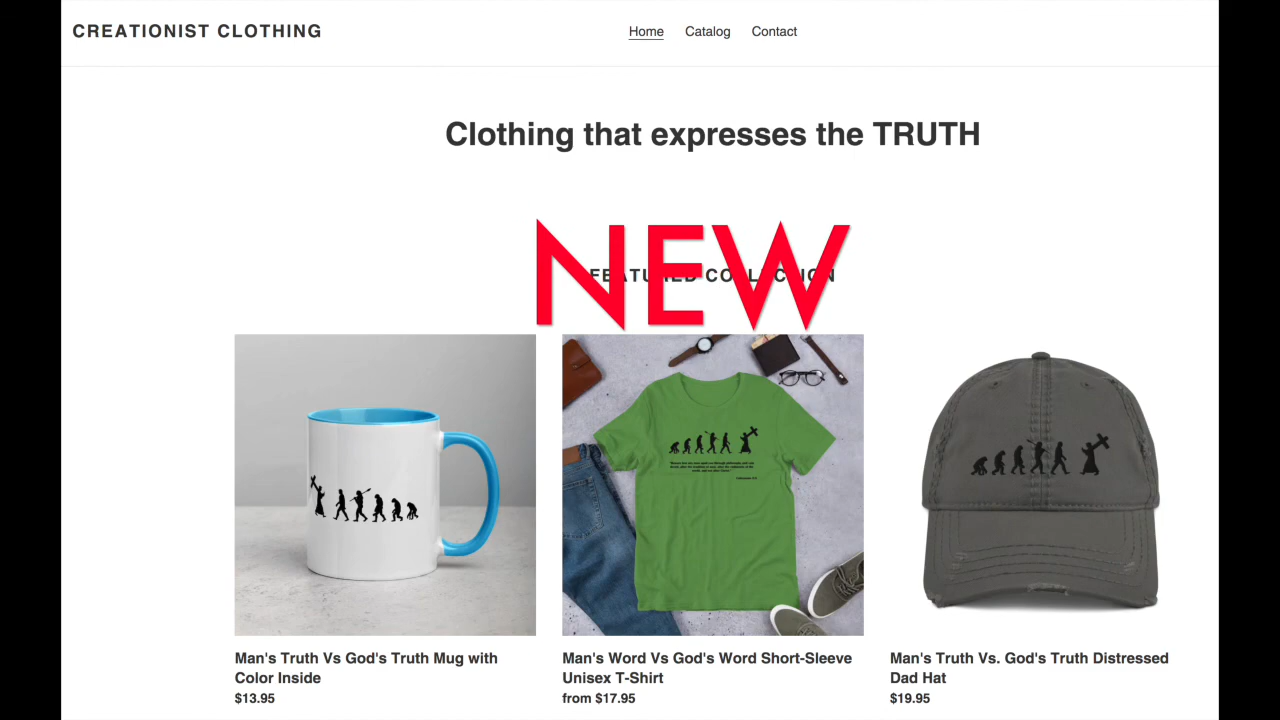 CREATIONIST CLOTHING
Home Catalog Contact
Clothing that expresses the TRUTH
NEW
FEATURED COLLECTION
Man's Truth Vs God's Truth Mug with
Color Inside
$13.95
Man's Word Vs God's Word Short-Sleeve
Unisex T-Shirt
from $17.95
Man's Truth Vs. God's Truth Distressed
Dad Hat
$19.95